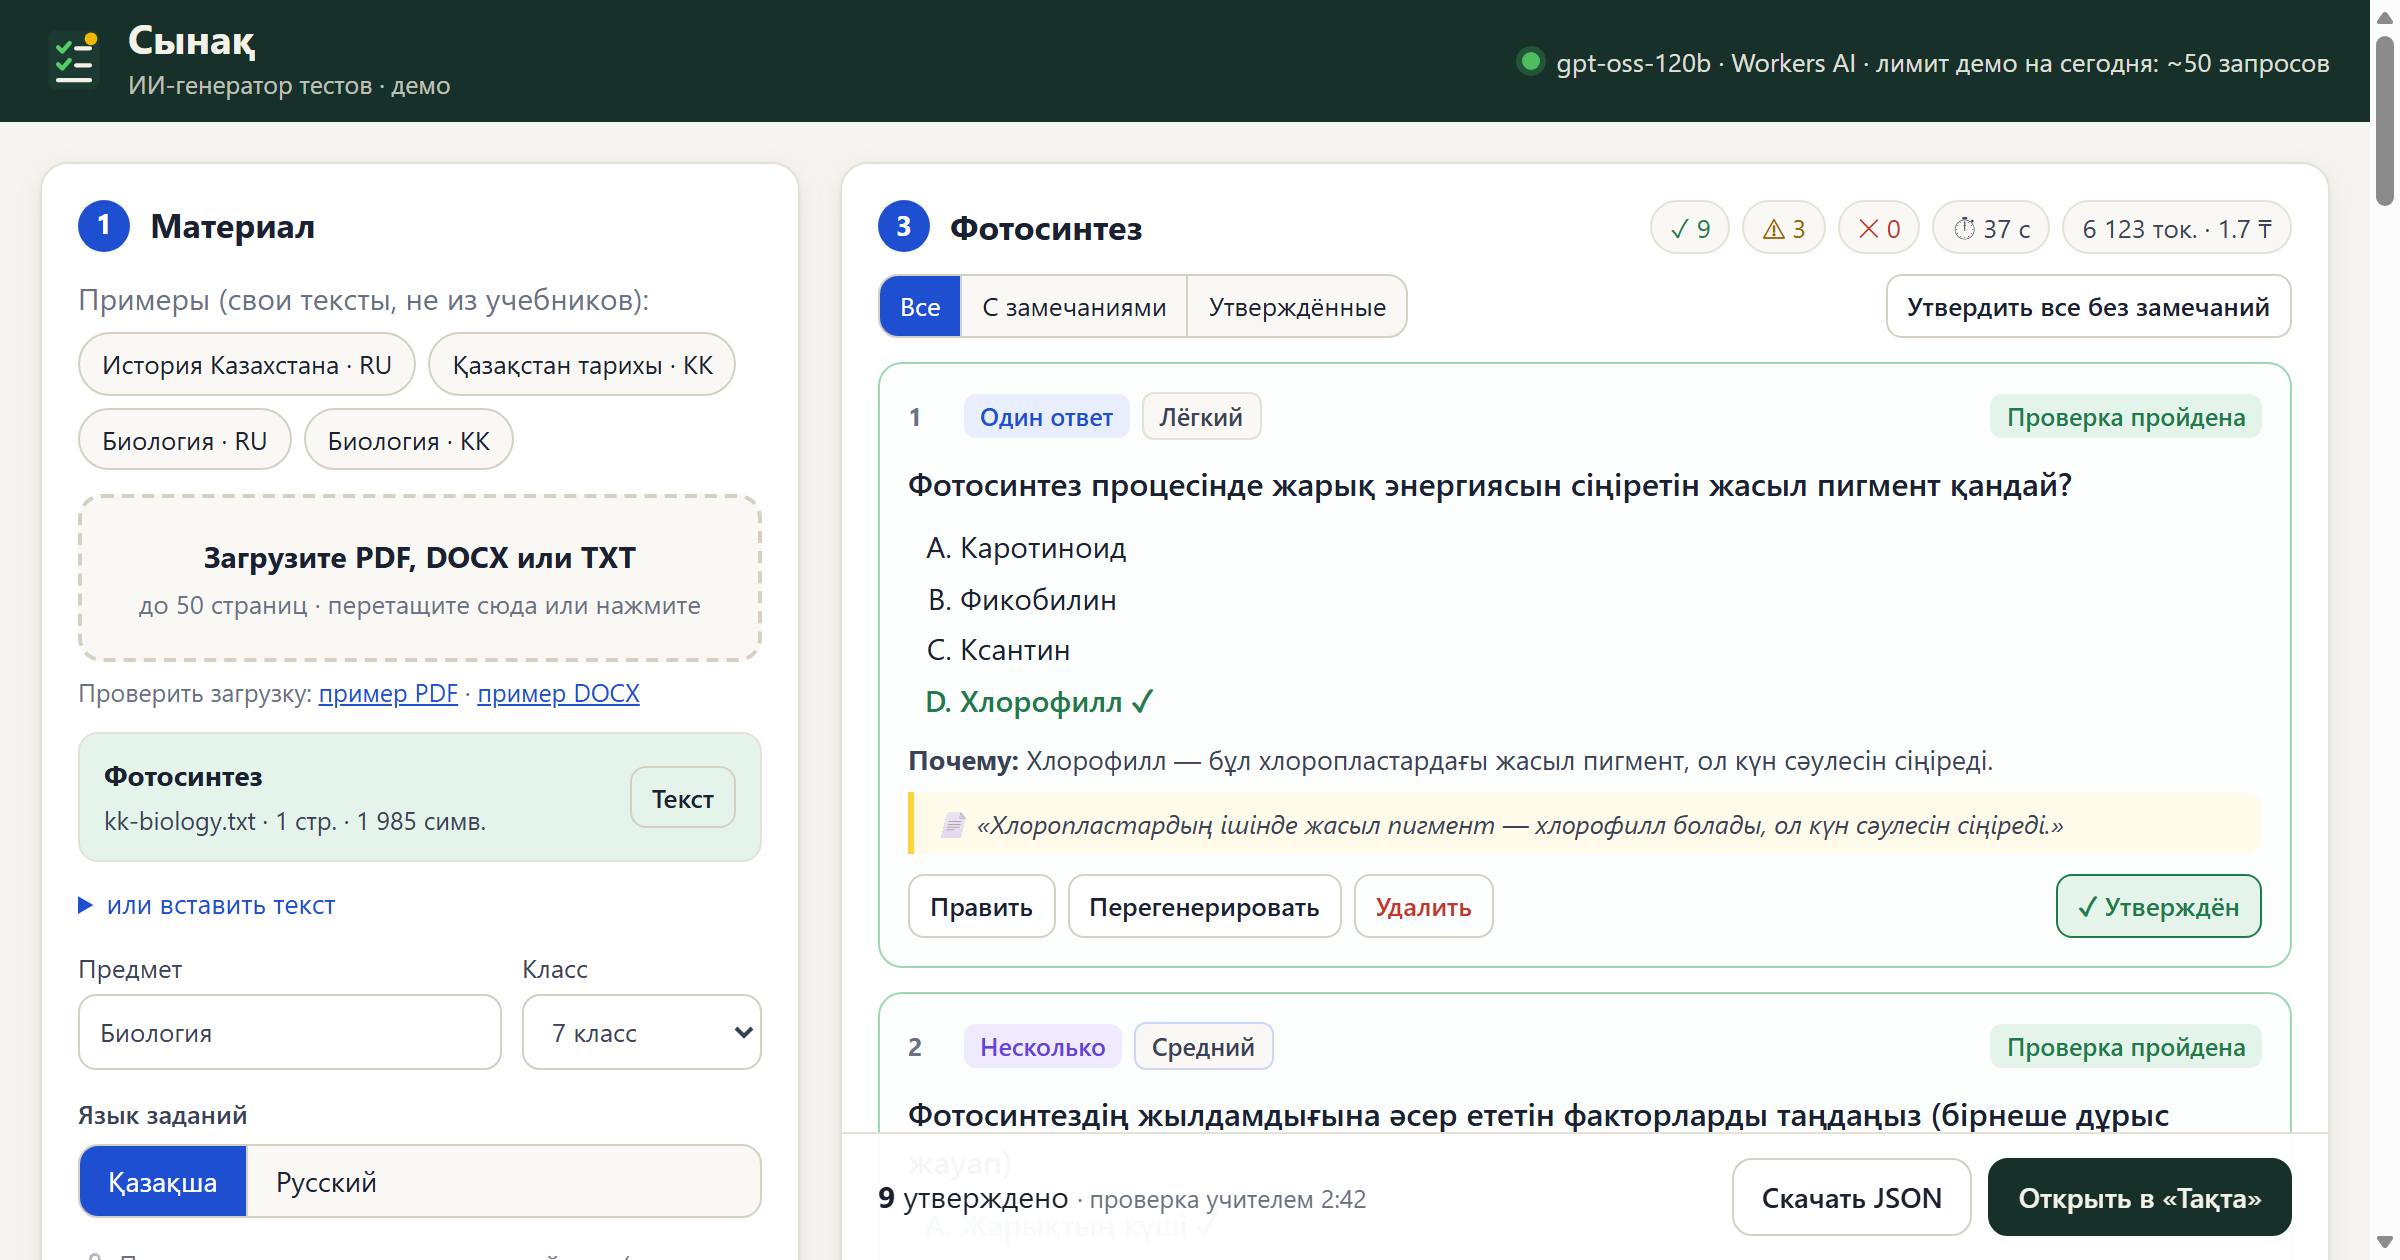 Сынақ
ИИ-генератор тестов · демо
gpt-oss-120b · Workers AI · лимит демо на сегодня: ~50 запросов
1 Материал
Примеры (свои тексты, не из учебников):
История Казахстана · RU
Қазақстан тарихы · KK
Биология · RU
Биология · KK
Загрузите PDF, DOCX или TXT
до 50 страниц · перетащите сюда или нажмите
Проверить загрузку: пример PDF · пример DOCX
Фотосинтез
kk-biology.txt · 1 стр. · 1 985 симв.
Текст
или вставить текст
Предмет
Класс
Биология
7 класс
Язык заданий
Қазақша
Русский
3 Фотосинтез
✓ 9
⚠ 3
✕ 0
⏱ 37 с
6 123 ток. · 1.7 ₸
Все
С замечаниями
Утверждённые
Утвердить все без замечаний
1 Один ответ Лёгкий
Проверка пройдена
Фотосинтез процесінде жарық энергиясын сіңіретін жасыл пигмент қандай?
A. Каротиноид
B. Фикобилин
C. Ксантин
D. Хлорофилл ✓
Почему: Хлорофилл — бұл хлоропластардағы жасыл пигмент, ол күн сәулесін сіңіреді.
«Хлоропластардың ішінде жасыл пигмент — хлорофилл болады, ол күн сәулесін сіңіреді.»
Править
Перегенерировать
Удалить
✓ Утверждён
2 Несколько Средний
Проверка пройдена
Фотосинтездің жылдамдығына әсер ететін факторларды таңдаңыз (бірнеше дұрыс
жауап)
9 утверждено · проверка учителем 2:42
A. Жарықтың күші ✓
Скачать JSON
Открыть в «Тақта»